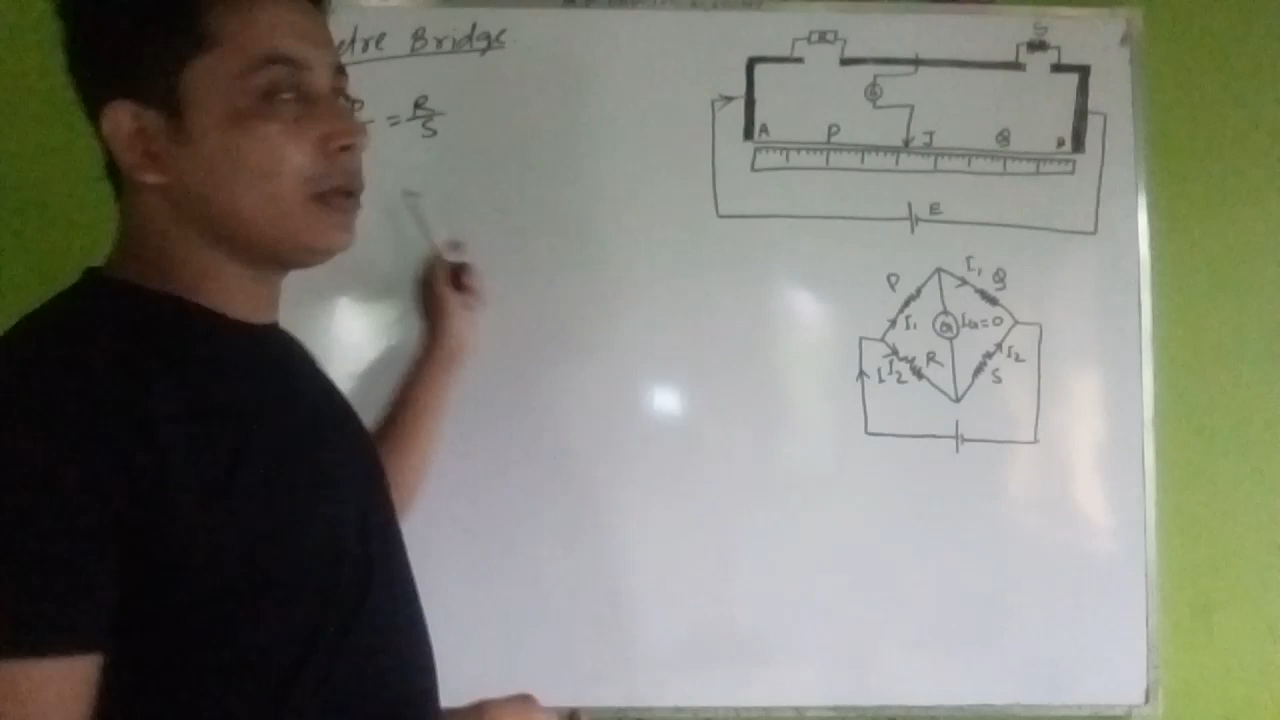 etre Bridge
= R/S
R
S
G
A P J Q B
E
P I₁ Q
I₁ G IG=0
I I₂ R S I₂